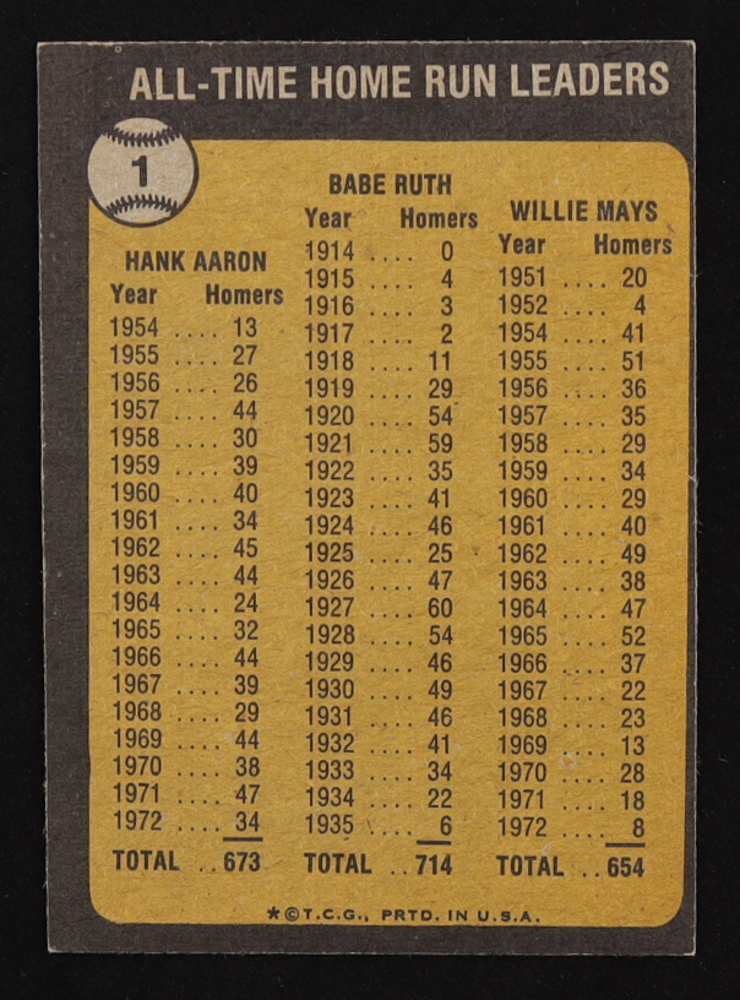 ALL-TIME HOME RUN LEADERS
1
HANK AARON
Year Homers
1954 .... 13
1955 .... 27
1956 .... 26
1957 .... 44
1958 .... 30
1959 .... 39
1960 .... 40
1961 .... 34
1962 .... 45
1963 .... 44
1964 .... 24
1965 .... 32
1966 .... 44
1967 .... 39
1968 .... 29
1969 .... 44
1970 .... 38
1971 .... 47
1972 .... 34
TOTAL .. 673
BABE RUTH
Year Homers
1914 .... 0
1915 .... 4
1916 .... 3
1917 .... 2
1918 .... 11
1919 .... 29
1920 .... 54
1921 .... 59
1922 .... 35
1923 .... 41
1924 .... 46
1925 .... 25
1926 .... 47
1927 .... 60
1928 .... 54
1929 .... 46
1930 .... 49
1931 .... 46
1932 .... 41
1933 .... 34
1934 .... 22
1935 .... 6
TOTAL .. 714
WILLIE MAYS
Year Homers
1951 .... 20
1952 .... 4
1954 .... 41
1955 .... 51
1956 .... 36
1957 .... 35
1958 .... 29
1959 .... 34
1960 .... 29
1961 .... 40
1962 .... 49
1963 .... 38
1964 .... 47
1965 .... 52
1966 .... 37
1967 .... 22
1968 .... 23
1969 .... 13
1970 .... 28
1971 .... 18
1972 .... 8
TOTAL .. 654
*©T.C.G., PRTD. IN U.S.A.